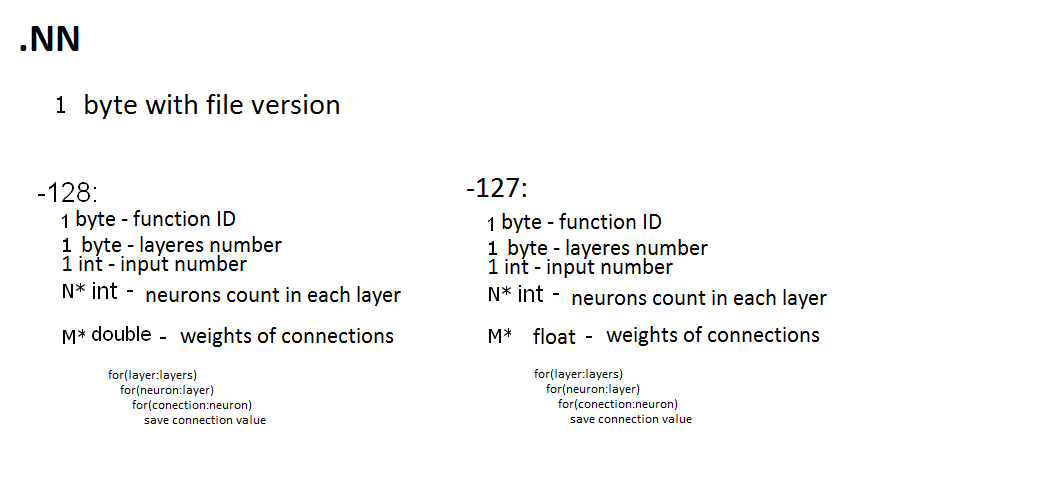 .NN
1 byte with file version
-128:
1 byte - function ID
1 byte - layeres number
1 int - input number
N* int - neurons count in each layer
M* double - weights of connections
for(layer:layers)
for(neuron:layer)
for(conection:neuron)
save connection value
-127:
1 byte - function ID
1 byte - layeres number
1 int - input number
N* int - neurons count in each layer
M* float - weights of connections
for(layer:layers)
for(neuron:layer)
for(conection:neuron)
save connection value